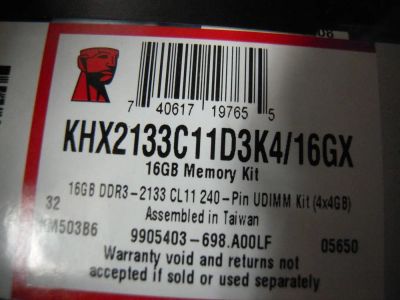 08
7 40617 19765 5
KHX2133C11D3K4/16GX
16GB Memory Kit
16GB DDR3-2133 CL11 240-Pin UDIMM Kit (4x4GB)
32 Assembled in Taiwan
9905403-698.A00LF 05650
Warranty void and returns not
accepted if sold or used separately